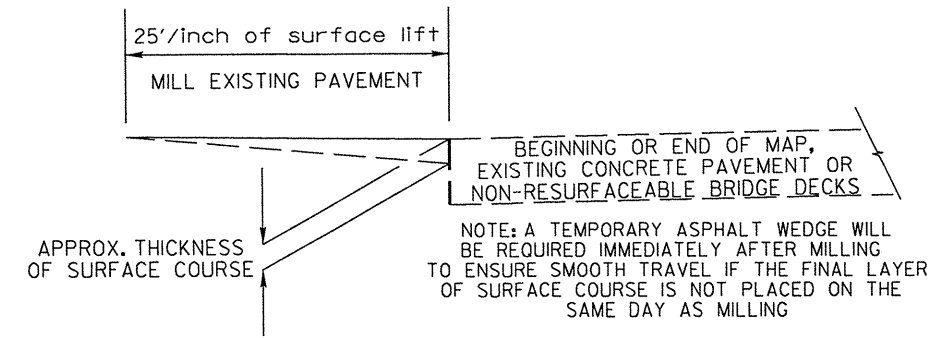 25'/inch of surface lift
MILL EXISTING PAVEMENT
BEGINNING OR END OF MAP,
EXISTING CONCRETE PAVEMENT OR
NON-RESURFACEABLE BRIDGE DECKS
APPROX. THICKNESS
OF SURFACE COURSE
NOTE: A TEMPORARY ASPHALT WEDGE WILL
BE REQUIRED IMMEDIATELY AFTER MILLING
TO ENSURE SMOOTH TRAVEL IF THE FINAL LAYER
OF SURFACE COURSE IS NOT PLACED ON THE
SAME DAY AS MILLING